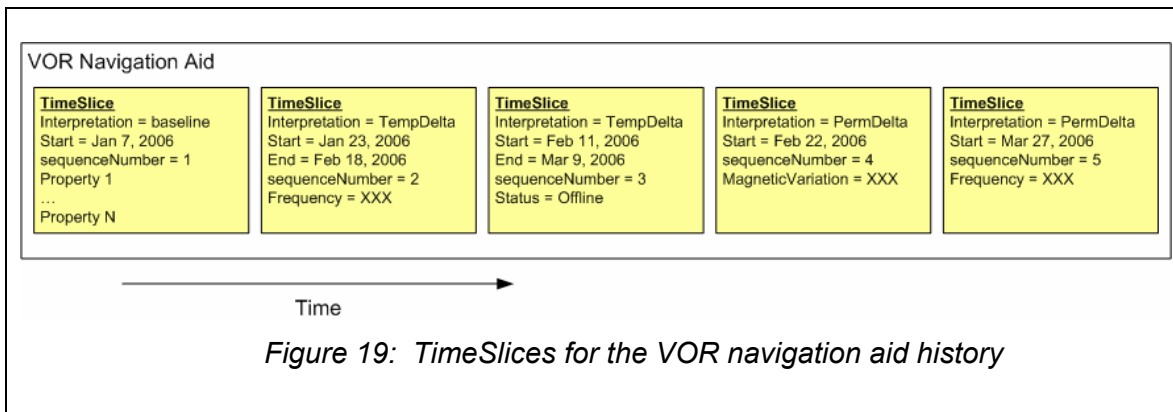 VOR Navigation Aid
TimeSlice
Interpretation = baseline
Start = Jan 7, 2006
sequenceNumber = 1
Property 1
...
Property N
TimeSlice
Interpretation = TempDelta
Start = Jan 23, 2006
End = Feb 18, 2006
sequenceNumber = 2
Frequency = XXX
TimeSlice
Interpretation = TempDelta
Start = Feb 11, 2006
End = Mar 9, 2006
sequenceNumber = 3
Status = Offline
TimeSlice
Interpretation = PermDelta
Start = Feb 22, 2006
sequenceNumber = 4
MagneticVariation = XXX
TimeSlice
Interpretation = PermDelta
Start = Mar 27, 2006
sequenceNumber = 5
Frequency = XXX
Time
Figure 19: TimeSlices for the VOR navigation aid history